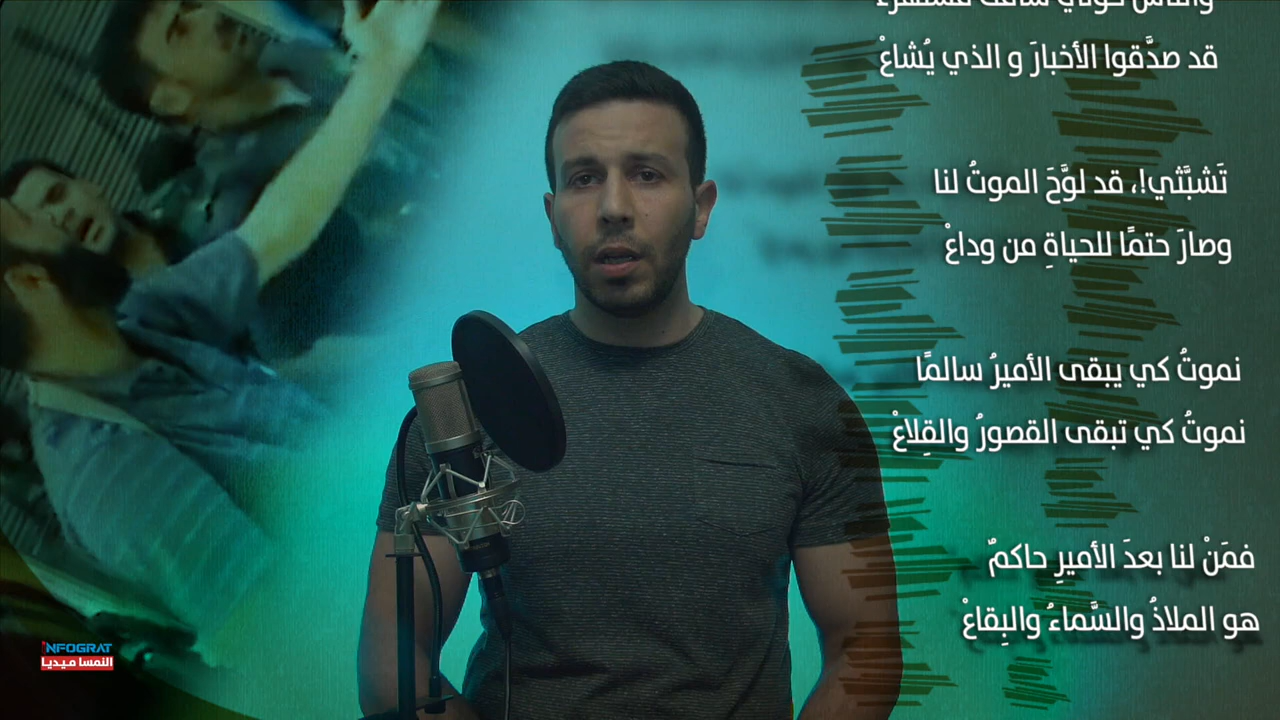 قد صدَّقوا الأخبارَ و الذي يُشاعْ
تَشبَّثي!، قد لوَّحَ الموتُ لنا
وصارَ حتمًا للحياةِ من وداعْ
نموتُ كي يبقى الأميرُ سالمًا
نموتُ كي تبقى القصورُ والقِلاعْ
فمَنْ لنا بعدَ الأميرِ حاكمٌ
هو الملاذُ والسَّماءُ والبِقاعْ
INFOGRAT
النمسا ميديا